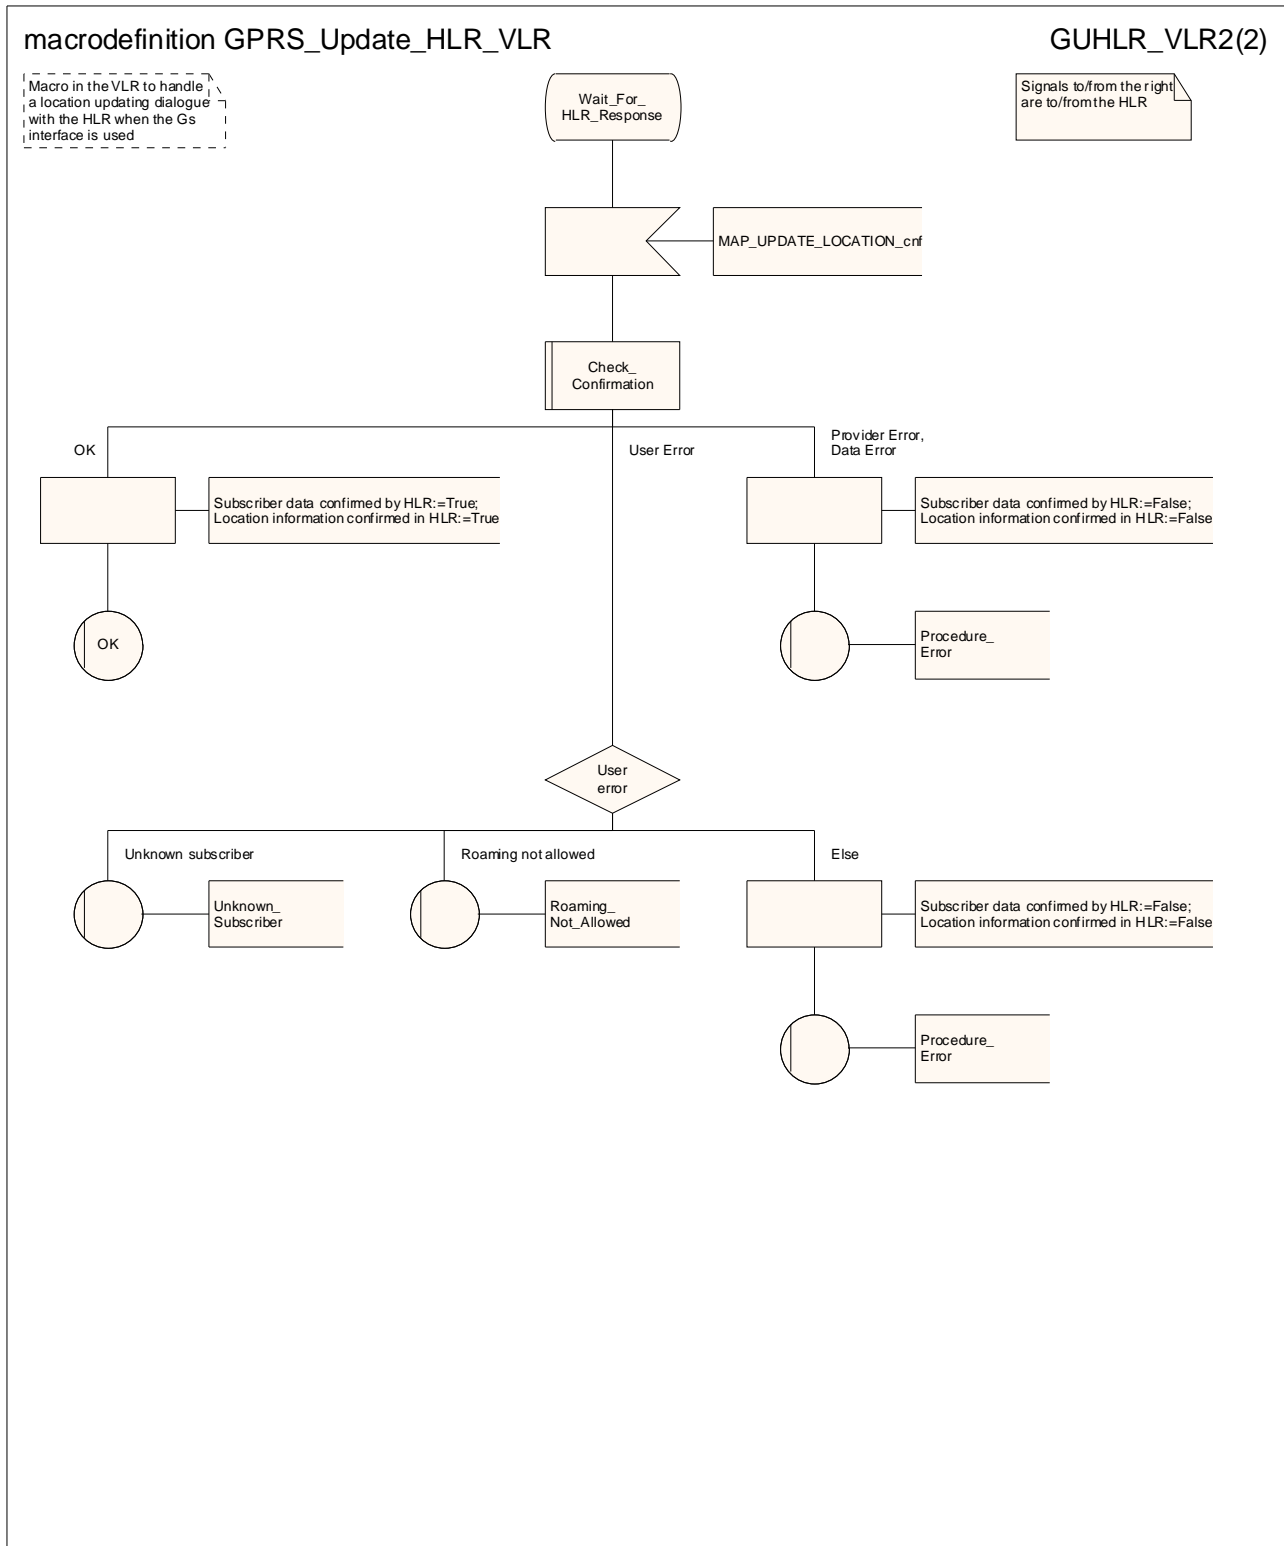 macrodefinition GPRS_Update_HLR_VLR
GUHLR_VLR2(2)
Macro in the VLR to handle
a location updating dialogue
with the HLR when the Gs
interface is used
Wait_For_
HLR_Response
Signals to/from the right
are to/from the HLR
MAP_UPDATE_LOCATION_cnf
Check_
Confirmation
OK
User Error
Provider Error,
Data Error
Subscriber data confirmed by HLR:=True;
Location information confirmed in HLR:=True
Subscriber data confirmed by HLR:=False;
Location information confirmed in HLR:=False
OK
Procedure_
Error
User
error
Unknown subscriber
Roaming not allowed
Else
Unknown_
Subscriber
Roaming_
Not_Allowed
Subscriber data confirmed by HLR:=False;
Location information confirmed in HLR:=False
Procedure_
Error